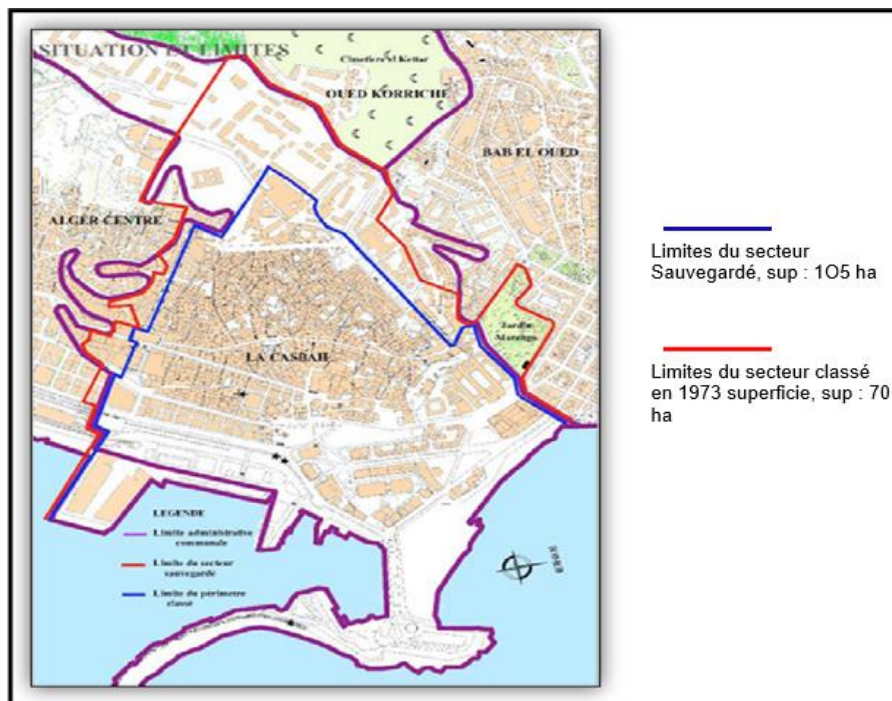 SITUATION ET LIMITES
Cimetière el Kettar
OUED KORRICHE
BAB EL OUED
ALGER CENTRE
Jardin
Marengo
LA CASBAH
LEGENDE
Limite administrative
communale
Limite du secteur
sauvegardé
Limite du périmetre
classé
Limites du secteur
Sauvegardé, sup : 1O5 ha
Limites du secteur classé
en 1973 superficie, sup : 70
ha